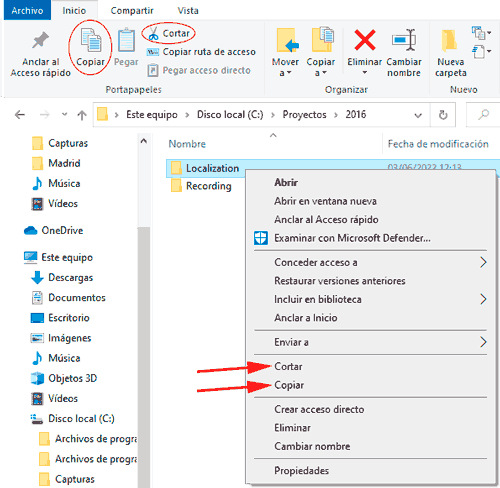 Archivo Inicio Compartir Vista
Anclar al
Acceso rápido
Copiar
Pegar
Cortar
Copiar ruta de acceso
Pegar acceso directo
Portapapeles
Mover
a
Copiar
a
Eliminar
Cambiar
nombre
Organizar
Nueva
carpeta
Nuevo
Este equipo > Disco local (C:) > Proyectos > 2016
Nombre
Fecha de modificación
Capturas
Madrid
Música
Vídeos
OneDrive
Este equipo
Descargas
Documentos
Escritorio
Imágenes
Música
Objetos 3D
Vídeos
Disco local (C:)
Archivos de progra
Archivos de progra
Capturas
Localization
03/06/2022 12:13
Recording
Abrir
Abrir en ventana nueva
Anclar al Acceso rápido
Examinar con Microsoft Defender...
Conceder acceso a
Restaurar versiones anteriores
Incluir en biblioteca
Anclar a Inicio
Enviar a
Cortar
Copiar
Crear acceso directo
Eliminar
Cambiar nombre
Propiedades